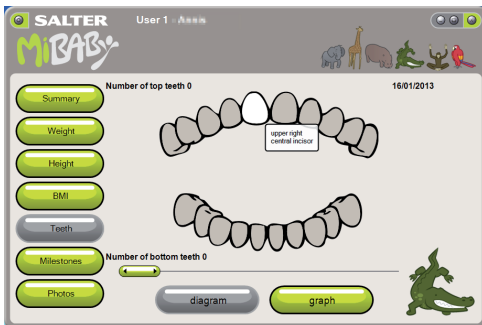 SALTER
MiBABy
User 1
Number of top teeth 0
16/01/2013
Summary
Weight
Height
BMI
Teeth
Milestones
Photos
upper right
central incisor
Number of bottom teeth 0
diagram
graph